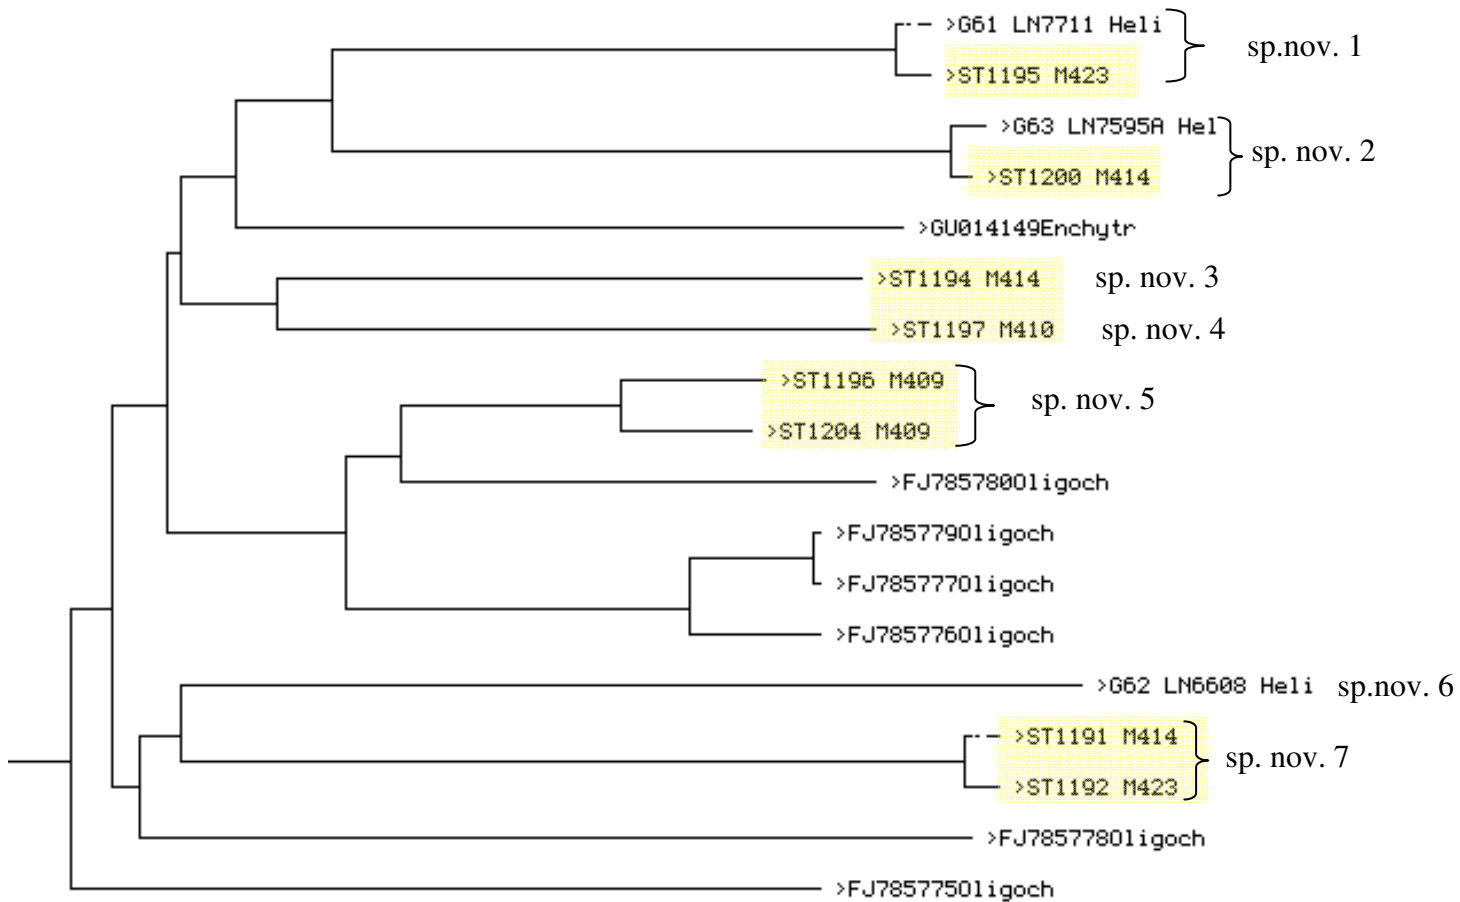 >G61 LN7711 Heli
sp.nov. 1
>ST1195 M423
>G63 LN7595A Hel
sp. nov. 2
>ST1200 M414
>GU014149Enchytr
>ST1194 M414 sp. nov. 3
>ST1197 M410 sp. nov. 4
>ST1196 M409
sp. nov. 5
>ST1204 M409
>FJ785780Oligoch
>FJ785779Oligoch
>FJ785777Oligoch
>FJ785776Oligoch
>G62 LN6608 Heli sp.nov. 6
>ST1191 M414
sp. nov. 7
>ST1192 M423
>FJ785778Oligoch
>FJ785775Oligoch